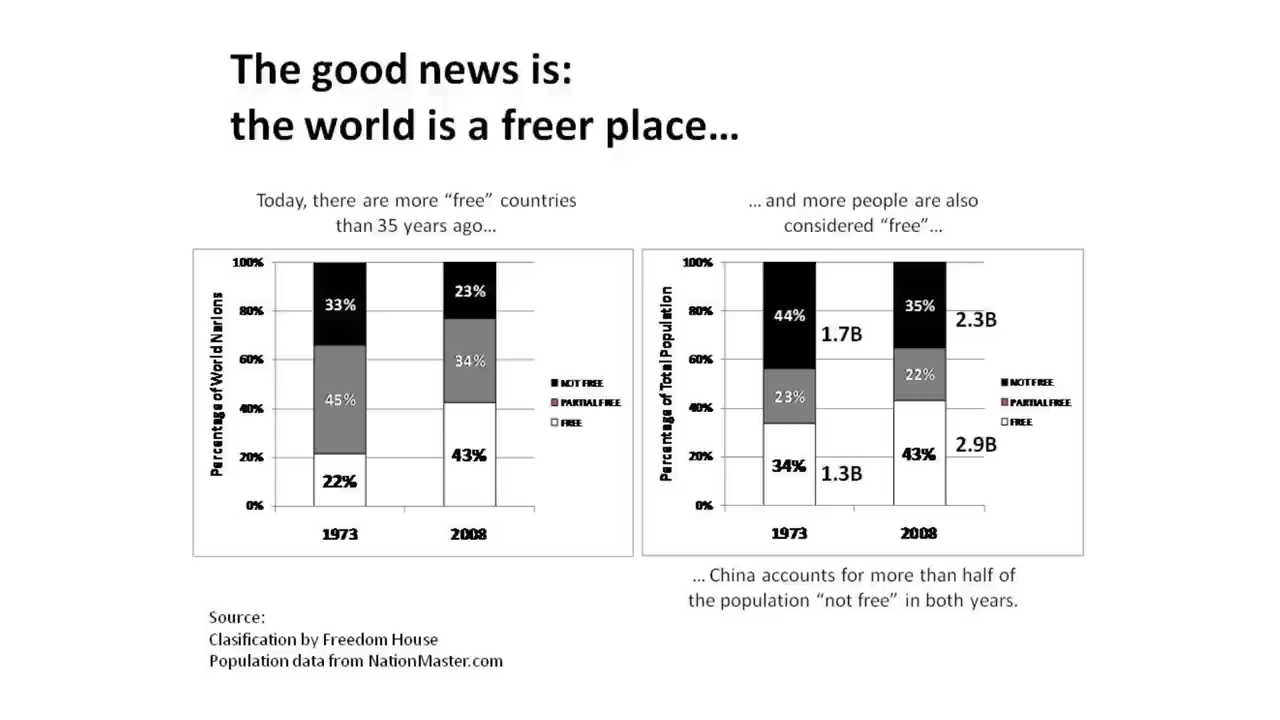 The good news is:
the world is a freer place...
Today, there are more “free” countries
than 35 years ago...
Percentage of World Narions
100%
80%
60%
40%
20%
0%
33%
45%
22%
23%
34%
43%
1973
2008
NOT FREE
PARTIAL FREE
FREE
... and more people are also
considered “free”...
Percentage of Total Population
100%
80%
60%
40%
20%
0%
44%
1.7B
23%
34%
1.3B
35%
2.3B
22%
43%
2.9B
1973
2008
NOT FREE
PARTIAL FREE
FREE
... China accounts for more than half of
the population “not free” in both years.
Source:
Clasification by Freedom House
Population data from NationMaster.com